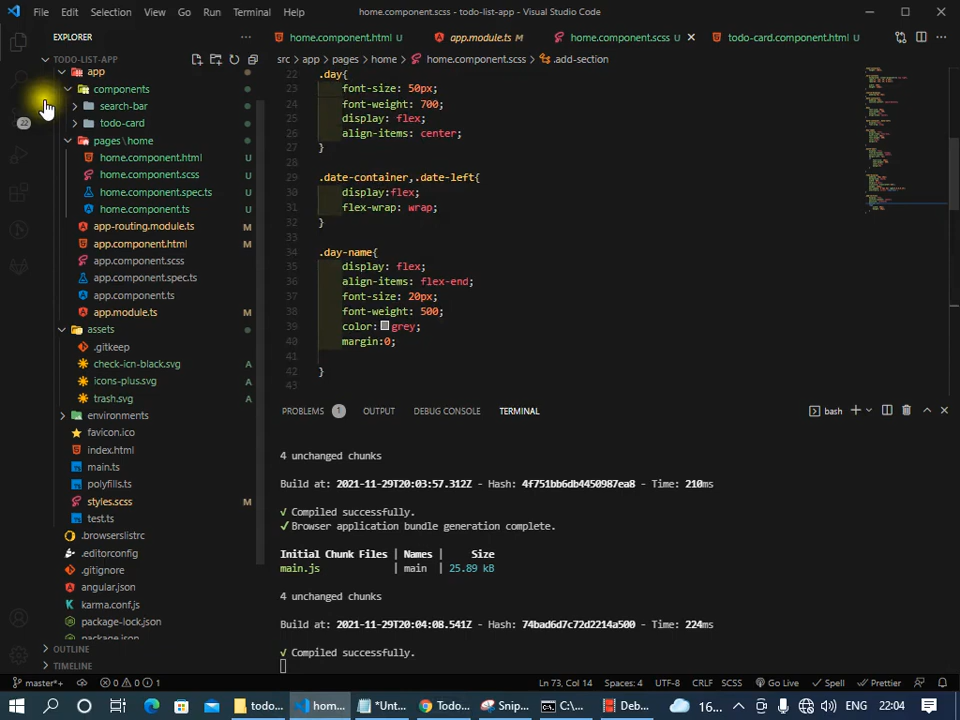 File Edit View Go Run Terminal Help home.component.scss - todo-list-app - Visual Studio Code
EXPLORER
home.component.html U
app.module.ts M
home.component.scss U
todo-card.component.html U
TODO-LIST-APP
src > app > pages > home > home.component.scss > .add-section
app
components
search-bar
todo-card
pages\home
home.component.html U
home.component.scss U
home.component.spec.ts U
home.component.ts U
app-routing.module.ts M
app.component.html M
app.component.scss
app.component.spec.ts
app.component.ts
app.module.ts M
assets
.gitkeep
check-icn-black.svg A
icons-plus.svg A
trash.svg A
environments
favicon.ico
index.html
main.ts
polyfills.ts
styles.scss M
test.ts
.browserslistrc
.editorconfig
.gitignore
angular.json
karma.conf.js
package-lock.json
package.json
OUTLINE
TIMELINE
22
22 .day{
23 font-size: 50px;
24 font-weight: 700;
25 display: flex;
26 align-items: center;
27 }
28
29 .date-container,.date-left{
30 display:flex;
31 flex-wrap: wrap;
32 }
33
34 .day-name{
35 display: flex;
36 align-items: flex-end;
37 font-size: 20px;
38 font-weight: 500;
39 color: grey;
40 margin:0;
41
42 }
43
PROBLEMS 1 OUTPUT DEBUG CONSOLE TERMINAL
bash
4 unchanged chunks
Build at: 2021-11-29T20:03:57.312Z - Hash: 4f751bb6db4450987ea8 - Time: 210ms
√ Compiled successfully.
✓ Browser application bundle generation complete.
Initial Chunk Files | Names | Size
main.js | main | 25.89 kB
4 unchanged chunks
Build at: 2021-11-29T20:04:08.541Z - Hash: 74bad6d7c72d2214a500 - Time: 224ms
√ Compiled successfully.
master*+ 0 0 1 Ln 73, Col 14 Spaces: 4 UTF-8 CRLF SCSS Go Live Spell Prettier
todo... hom... *Unt... Todo... Snip... C:\... Deb... 16... ENG 22:04